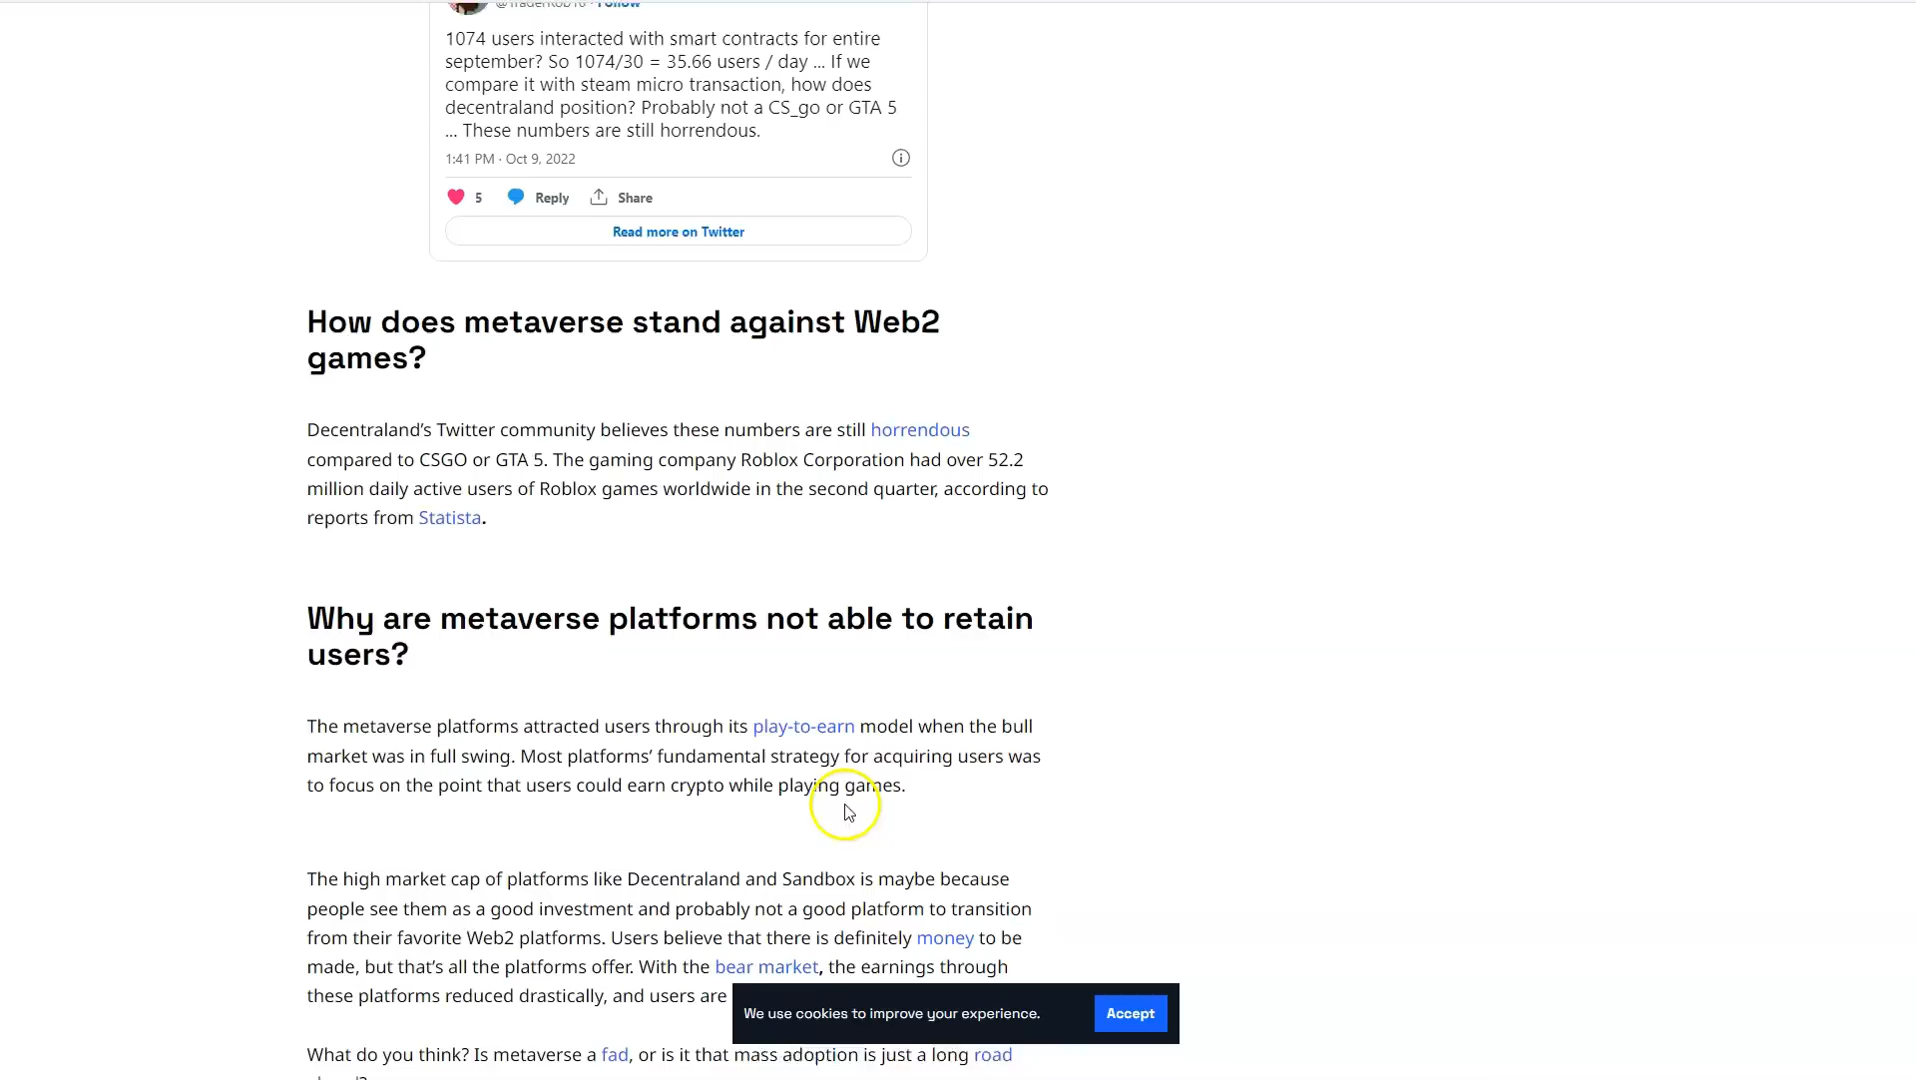 @TraderRob18 · Follow
1074 users interacted with smart contracts for entire
september? So 1074/30 = 35.66 users / day ... If we
compare it with steam micro transaction, how does
decentraland position? Probably not a CS_go or GTA 5
... These numbers are still horrendous.
1:41 PM · Oct 9, 2022
5 Reply Share
Read more on Twitter
How does metaverse stand against Web2
games?
Decentraland’s Twitter community believes these numbers are still horrendous
compared to CSGO or GTA 5. The gaming company Roblox Corporation had over 52.2
million daily active users of Roblox games worldwide in the second quarter, according to
reports from Statista.
Why are metaverse platforms not able to retain
users?
The metaverse platforms attracted users through its play-to-earn model when the bull
market was in full swing. Most platforms’ fundamental strategy for acquiring users was
to focus on the point that users could earn crypto while playing games.
The high market cap of platforms like Decentraland and Sandbox is maybe because
people see them as a good investment and probably not a good platform to transition
from their favorite Web2 platforms. Users believe that there is definitely money to be
made, but that’s all the platforms offer. With the bear market, the earnings through
these platforms reduced drastically, and users are
We use cookies to improve your experience. Accept
What do you think? Is metaverse a fad, or is it that mass adoption is just a long road